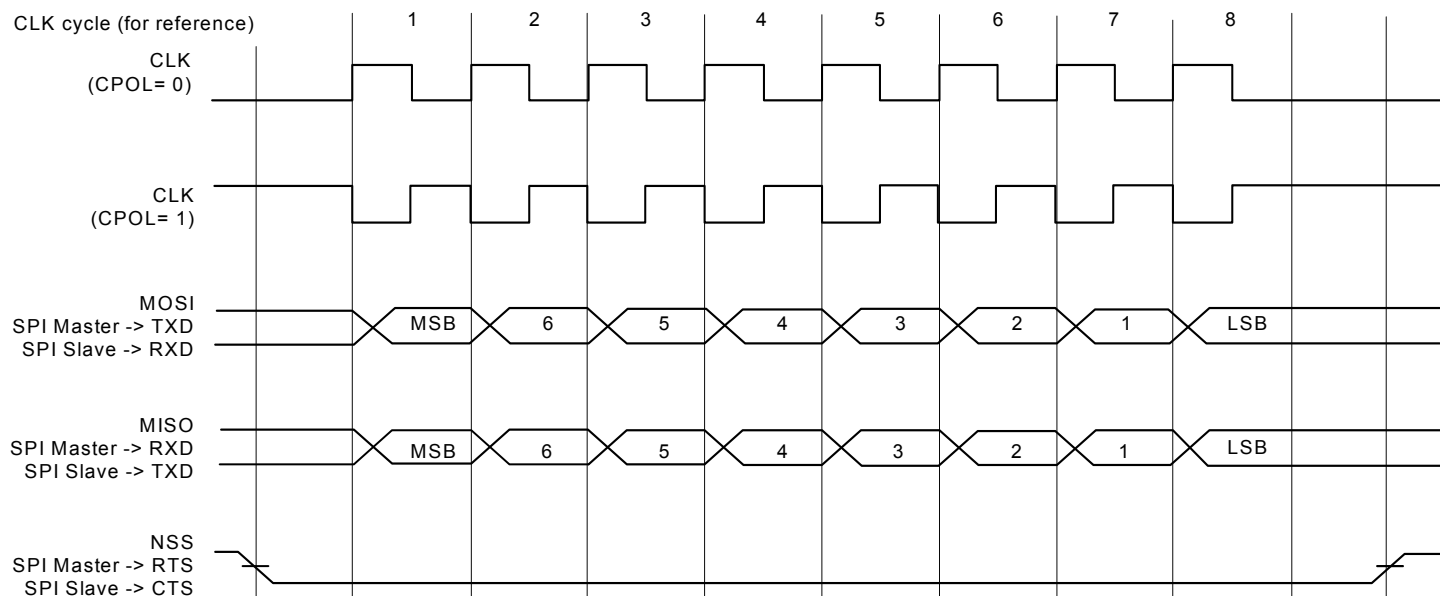 CLK cycle (for reference) 1 2 3 4 5 6 7 8
CLK
(CPOL= 0)
CLK
(CPOL= 1)
MOSI
SPI Master -> TXD
SPI Slave -> RXD
MSB 6 5 4 3 2 1 LSB
MISO
SPI Master -> RXD
SPI Slave -> TXD
MSB 6 5 4 3 2 1 LSB
NSS
SPI Master -> RTS
SPI Slave -> CTS